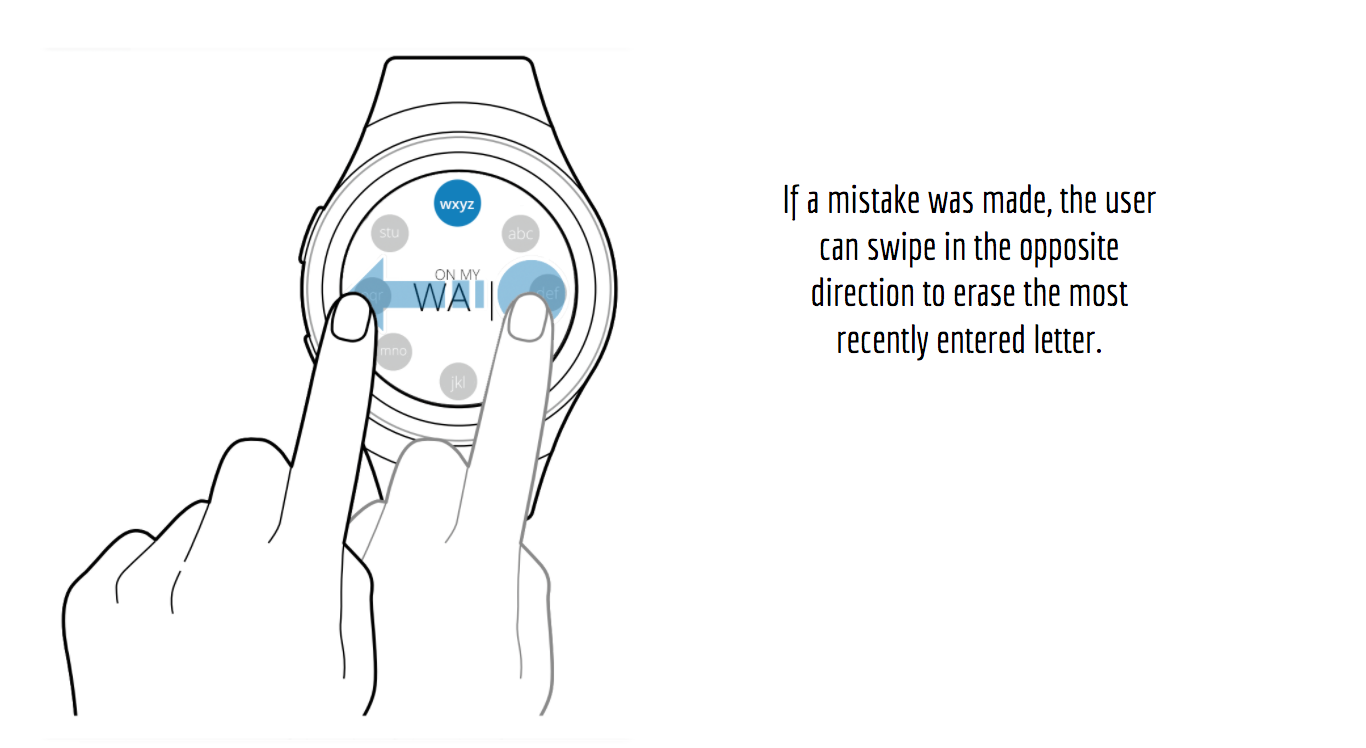 wxyz
stu
abc
ON MY
WA
def
mno
jkl
If a mistake was made, the user
can swipe in the opposite
direction to erase the most
recently entered letter.